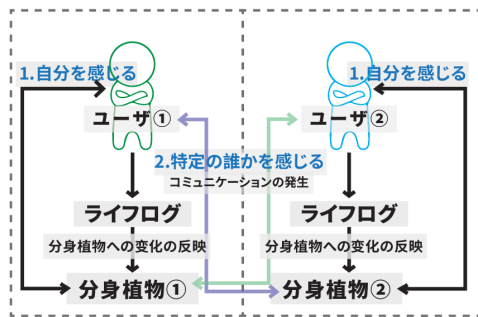 1.自分を感じる
ユーザ①
ライフログ
分身植物への変化の反映
分身植物①
2.特定の誰かを感じる
コミュニケーションの発生
1.自分を感じる
ユーザ②
ライフログ
分身植物への変化の反映
分身植物②